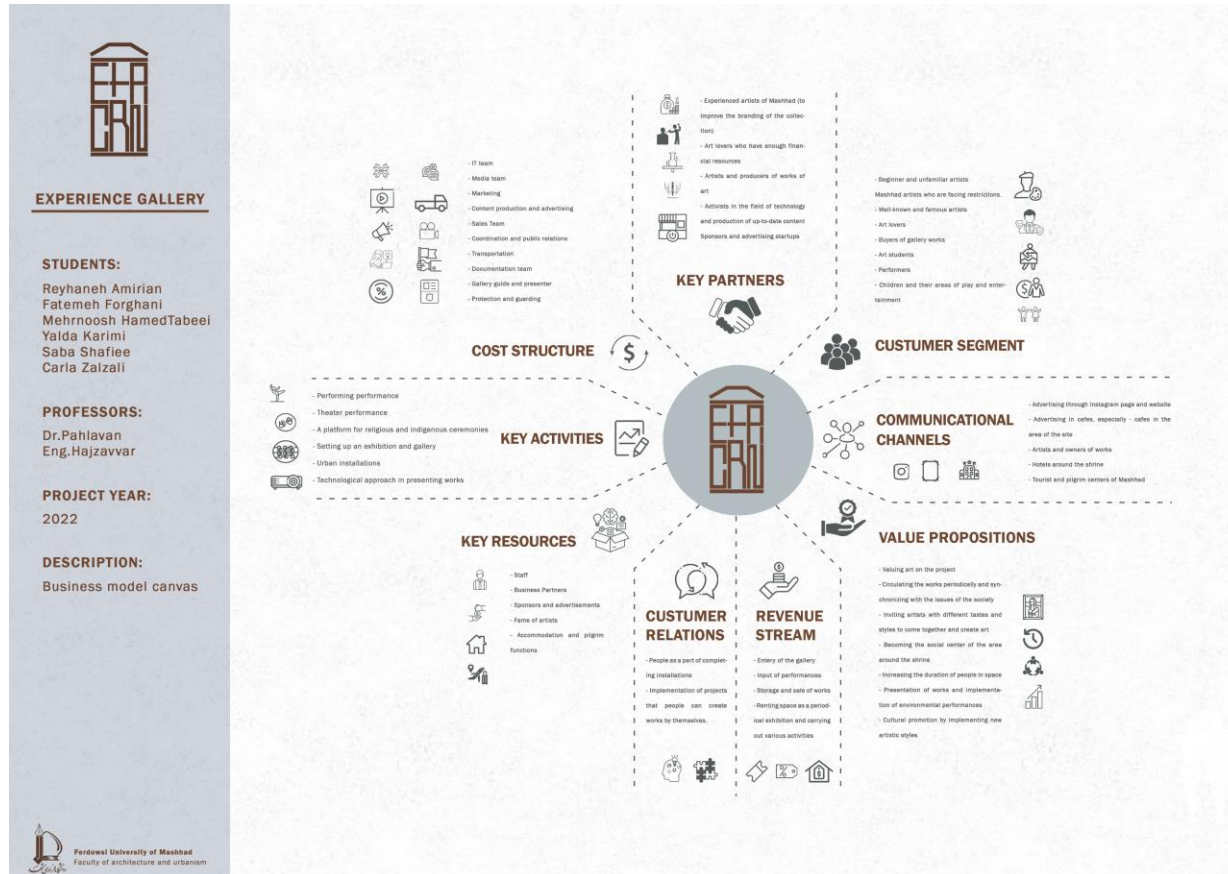 EXPERIENCE GALLERY
STUDENTS:
Reyhaneh Amirian
Fatemeh Forghani
Mehrnoosh HamedTabeei
Yalda Karimi
Saba Shafiee
Carla Zalzali
PROFESSORS:
Dr.Pahlavan
Eng.Hajzavvar
PROJECT YEAR:
2022
DESCRIPTION:
Business model canvas
Ferdowsi University of Mashhad
Faculty of architecture and urbanism
- IT team
- Media team
- Marketing
- Content production and advertising
- Sales Team
- Coordination and public relations
- Transportation
- Documentation team
- Gallery guide and presenter
- Protection and guarding
COST STRUCTURE
- Experienced artists of Mashhad (to
improve the branding of the collec-
tion)
- Art lovers who have enough finan-
cial resources
- Artists and producers of works of
art
- Activists in the field of technology
and production of up-to-date content
Sponsors and advertising startups
KEY PARTNERS
- Beginner and unfamiliar artists
Mashhad artists who are facing restrictions.
- Well-known and famous artists
- Art lovers
- Buyers of gallery works
- Art students
- Performers
- Children and their areas of play and enter-
tainment
CUSTUMER SEGMENT
- Performing performance
- Theater performance
- A platform for religious and indigenous ceremonies
- Setting up an exhibition and gallery
- Urban installations
- Technological approach in presenting works
KEY ACTIVITIES
COMMUNICATIONAL
CHANNELS
- Advertising through Instagram page and website
- Advertising in cafes, especially - cafes in the
area of the site
- Artists and owners of works
- Hotels around the shrine
- Tourist and pilgrim centers of Mashhad
KEY RESOURCES
- Staff
- Business Partners
- Sponsors and advertisements
- Fame of artists
- Accommodation and pilgrim
functions
CUSTUMER
RELATIONS
- People as a part of complet-
ing installations
- Implementation of projects
that people can create
works by themselves.
REVENUE
STREAM
- Entery of the gallery
- Input of performances
- Storage and sale of works
- Renting space as a period-
ical exhibition and carrying
out various activities
VALUE PROPOSITIONS
- Valuing art on the project
- Circulating the works periodically and syn-
chronizing with the issues of the society
- Inviting artists with different tastes and
styles to come together and create art
- Becoming the social center of the area
around the shrine
- Increasing the duration of people in space
- Presentation of works and implementa-
tion of environmental performances
- Cultural promotion by implementing new
artistic styles